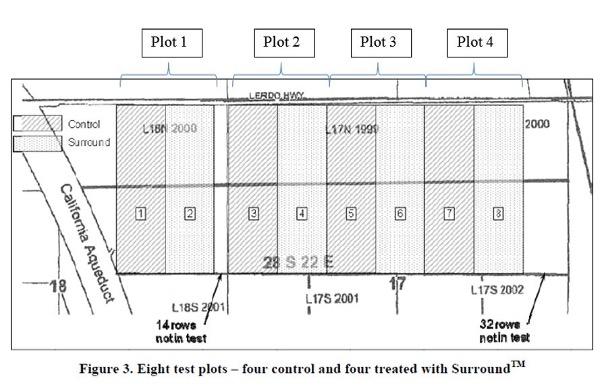 Plot 1 Plot 2 Plot 3 Plot 4
LERDO HWY.
Control
Surround
L18N 2000 L17N 1999 2000
California Aqueduct
1 2 3 4 5 6 7 8
28 S 22 E
18 17
L18S 2001 L17S 2001 L17S 2002
14 rows
not in test
32 rows
not in test
Figure 3. Eight test plots – four control and four treated with Surround™